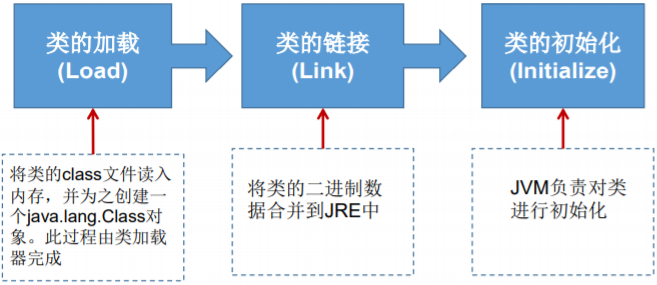 类的加载
(Load)
类的链接
(Link)
类的初始化
(Initialize)
将类的class文件读入
内存，并为之创建一
个java.lang.Class对
象。此过程由类加载
器完成
将类的二进制数
据合并到JRE中
JVM负责对类
进行初始化